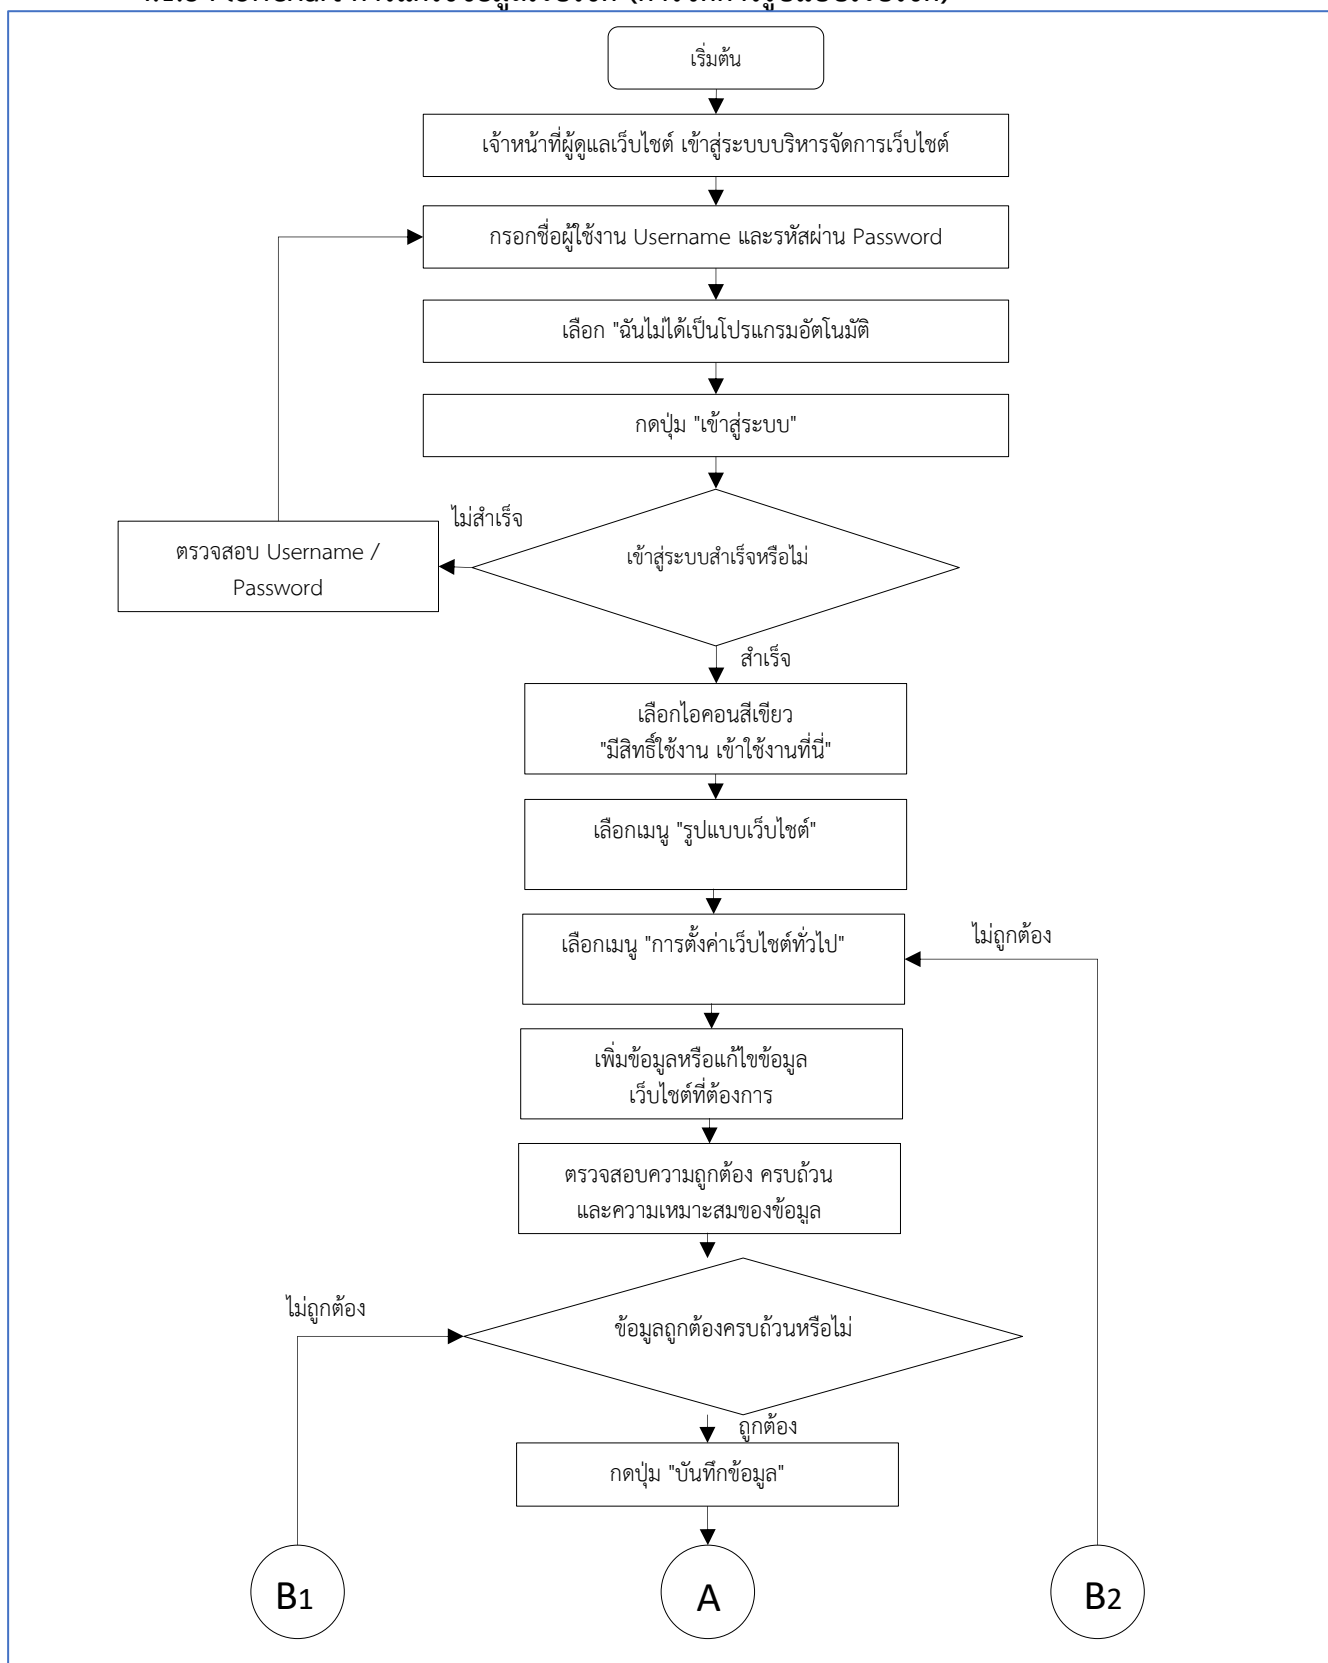 เริ่มต้น
เจ้าหน้าที่ผู้ดูแลเว็บไซต์ เข้าสู่ระบบบริหารจัดการเว็บไซต์
กรอกชื่อผู้ใช้งาน Username และรหัสผ่าน Password
เลือก "ฉันไม่ได้เป็นโปรแกรมอัตโนมัติ
กดปุ่ม "เข้าสู่ระบบ"
ไม่สำเร็จ
เข้าสู่ระบบสำเร็จหรือไม่
ตรวจสอบ Username /
Password
สำเร็จ
เลือกไอคอนสีเขียว
"มีสิทธิ์ใช้งาน เข้าใช้งานที่นี่"
เลือกเมนู "รูปแบบเว็บไซต์"
เลือกเมนู "การตั้งค่าเว็บไซต์ทั่วไป"
ไม่ถูกต้อง
เพิ่มข้อมูลหรือแก้ไขข้อมูล
เว็บไซต์ที่ต้องการ
ตรวจสอบความถูกต้อง ครบถ้วน
และความเหมาะสมของข้อมูล
ไม่ถูกต้อง
ข้อมูลถูกต้องครบถ้วนหรือไม่
ถูกต้อง
กดปุ่ม "บันทึกข้อมูล"
B1
A
B2